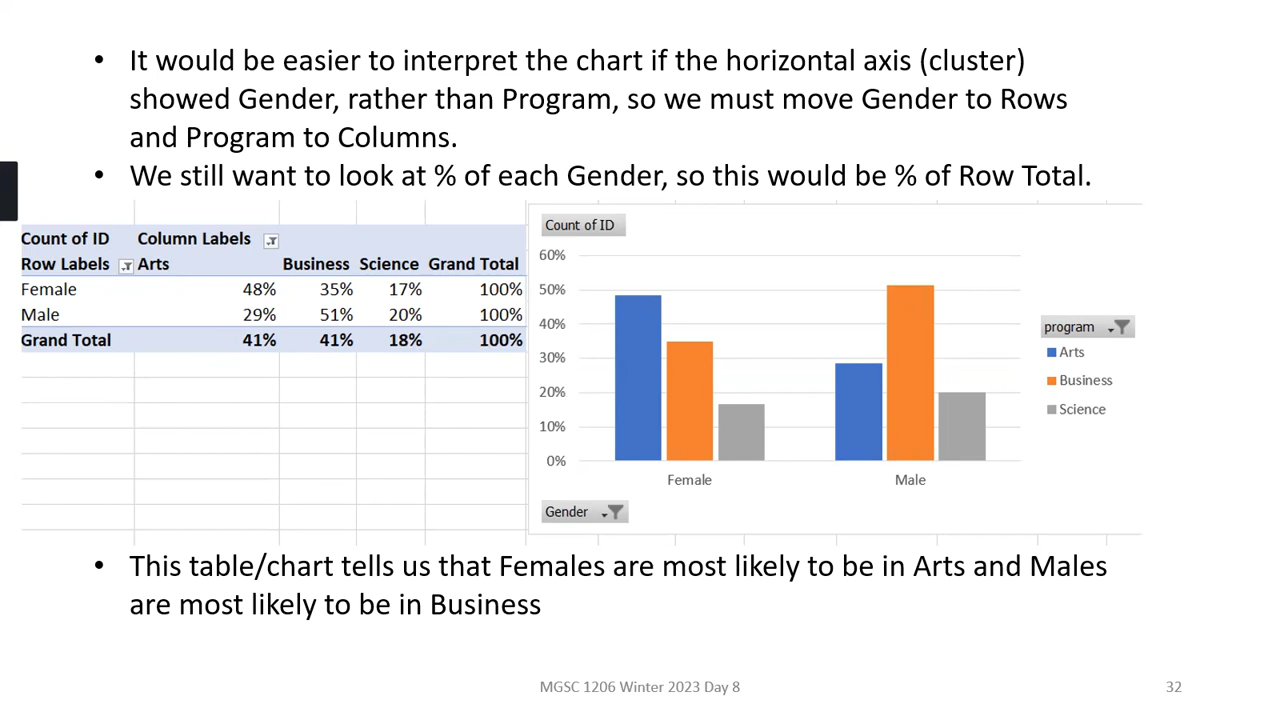 • It would be easier to interpret the chart if the horizontal axis (cluster)
showed Gender, rather than Program, so we must move Gender to Rows
and Program to Columns.
• We still want to look at % of each Gender, so this would be % of Row Total.
Count of ID Column Labels
Row Labels Arts Business Science Grand Total
Female 48% 35% 17% 100%
Male 29% 51% 20% 100%
Grand Total 41% 41% 18% 100%
Count of ID
60%
50%
40%
30%
20%
10%
0%
Female Male
program
Arts
Business
Science
Gender
• This table/chart tells us that Females are most likely to be in Arts and Males
are most likely to be in Business
MGSC 1206 Winter 2023 Day 8 32